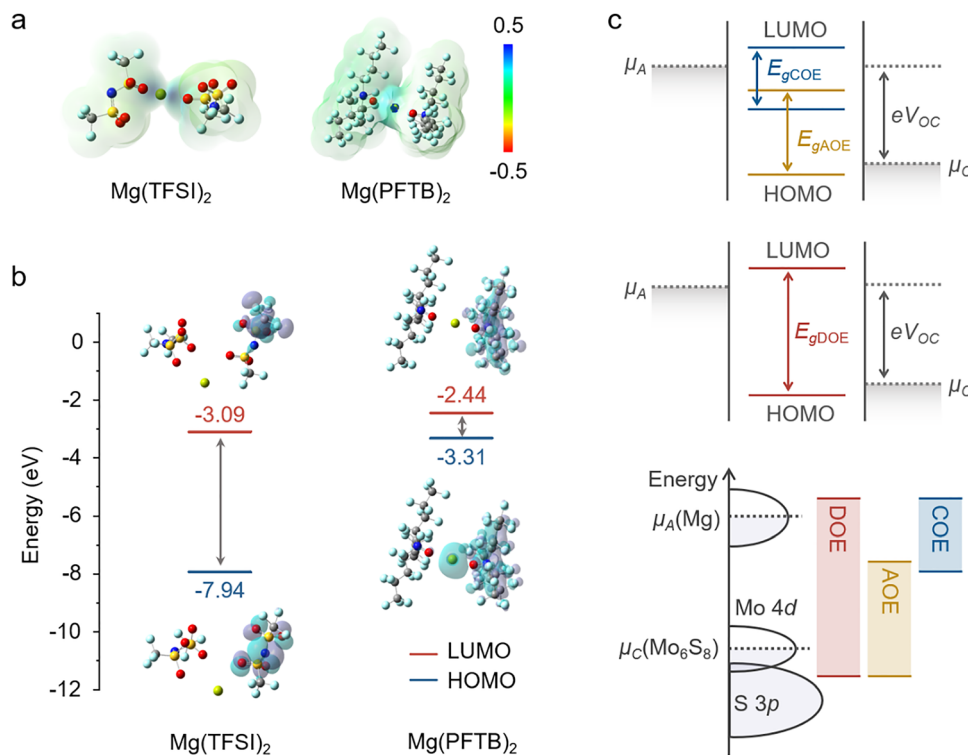 a
0.5
-0.5
Mg(TFSI)₂
Mg(PFTB)₂
b
Energy (eV)
0
-2
-4
-6
-8
-10
-12
-3.09
-7.94
-2.44
-3.31
LUMO
HOMO
Mg(TFSI)₂
Mg(PFTB)₂
c
LUMO
μA
EgCOE
EgAOE
eVOC
μC
HOMO
LUMO
μA
EgDOE
eVOC
μC
HOMO
Energy
μA(Mg)
Mo 4d
μC(Mo₆S₈)
S 3p
DOE
AOE
COE